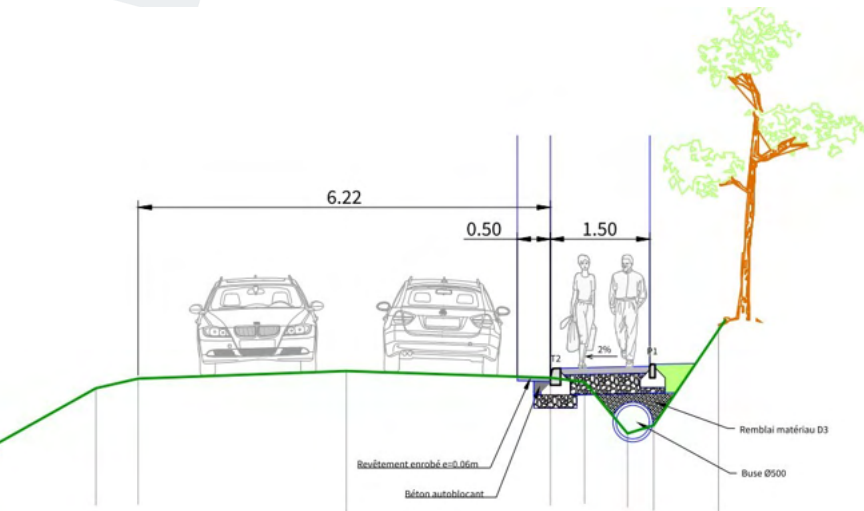 6.22
0.50
1.50
T2
2%
P1
Remblai matériau D3
Revêtement enrobé e=0.06m
Buse Ø500
Béton autoblocant